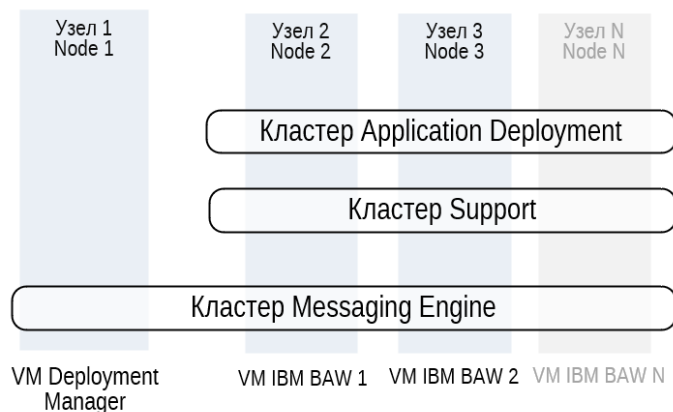 Узел 1
Node 1
Узел 2
Node 2
Узел 3
Node 3
Узел N
Node N
Кластер Application Deployment
Кластер Support
Кластер Messaging Engine
VM Deployment
Manager
VM IBM BAW 1
VM IBM BAW 2
VM IBM BAW N